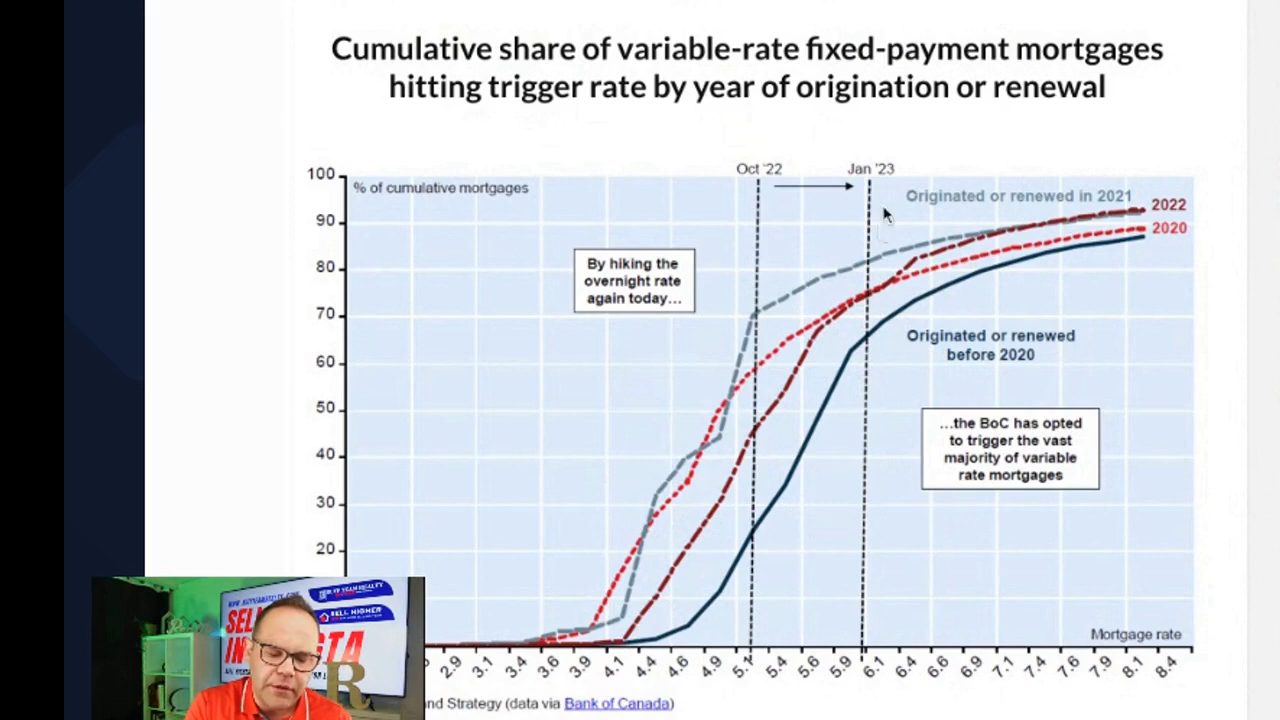 Cumulative share of variable-rate fixed-payment mortgages
hitting trigger rate by year of origination or renewal
Oct '22
Jan '23
% of cumulative mortgages
100
90
80
70
60
50
40
30
20
Originated or renewed in 2021
2022
2020
By hiking the
overnight rate
again today…
Originated or renewed
before 2020
…the BoC has opted
to trigger the vast
majority of variable
rate mortgages
Mortgage rate
2.9 3.1 3.4 3.6 3.9 4.1 4.4 4.6 4.9 5.1 5.4 5.6 5.9 6.1 6.4 6.6 6.9 7.1 7.4 7.6 7.9 8.1 8.4
nd Strategy (data via Bank of Canada)
SELL HIGHER
R